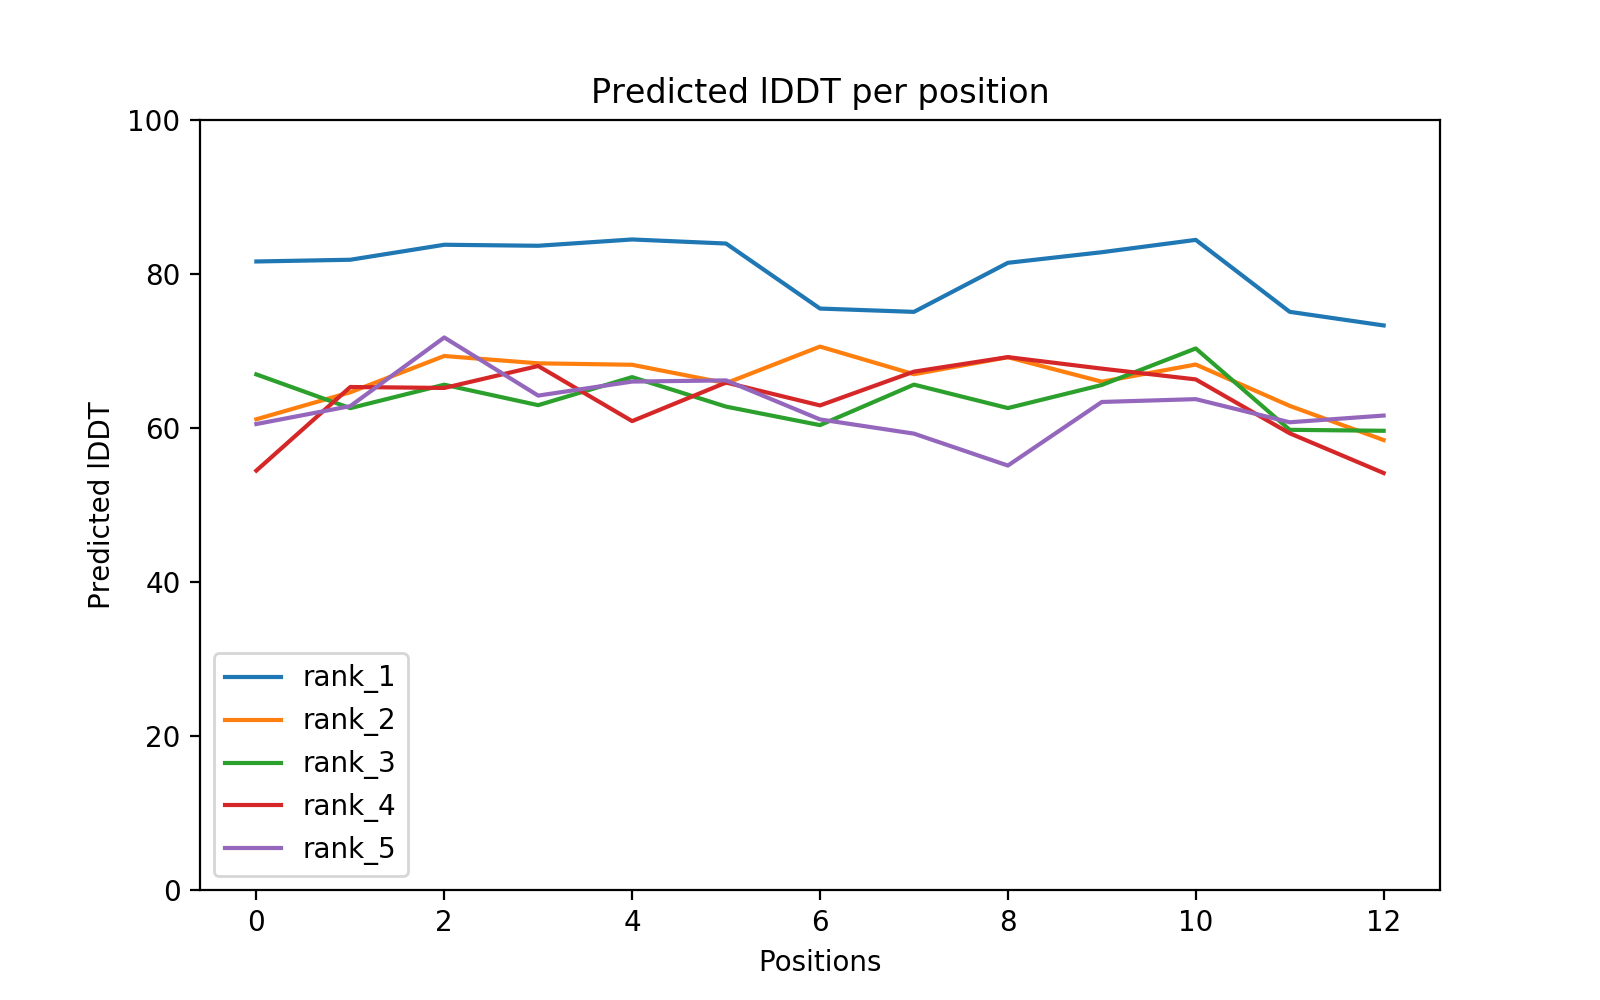 Predicted lDDT per position
100
80
60
40
20
0
Predicted lDDT
rank_1
rank_2
rank_3
rank_4
rank_5
0 2 4 6 8 10 12
Positions